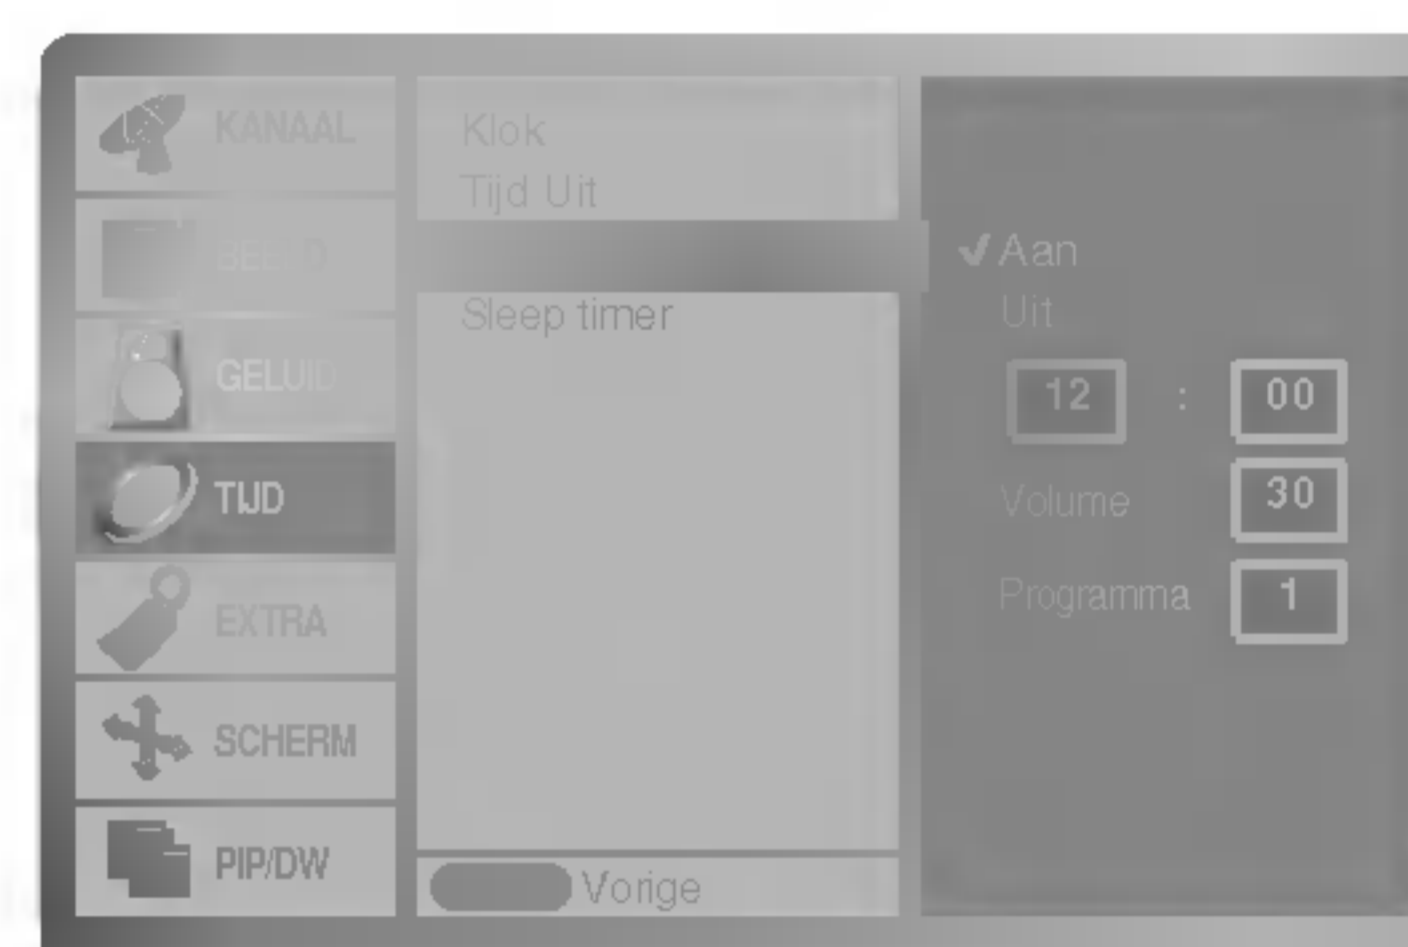 KANAAL
BEELD
GELUID
TIJD
EXTRA
SCHERM
PIP/DW
Klok
Tijd Uit
Sleep timer
Vorige
Aan
Uit
12 : 00
Volume 30
Programma 1